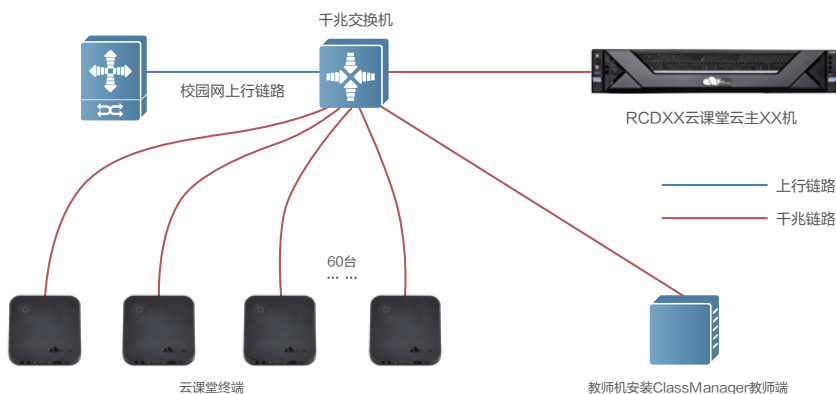 千兆交换机
校园网上行链路
RCDXX云课堂云主XX机
上行链路
千兆链路
60台
... ...
云课堂终端
教师机安装ClassManager教师端